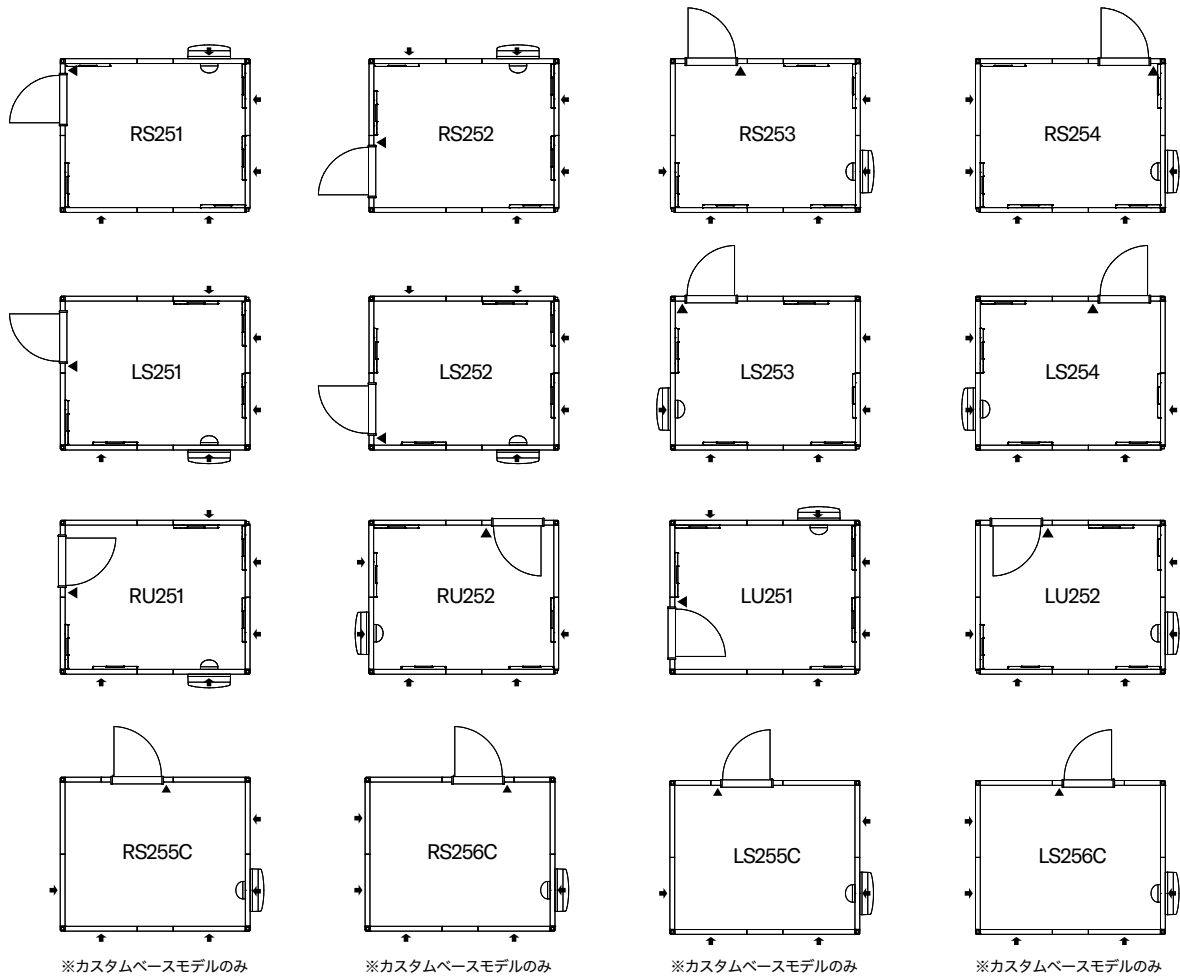 RS251
RS252
RS253
RS254
LS251
LS252
LS253
LS254
RU251
RU252
LU251
LU252
RS255C
RS256C
LS255C
LS256C
※カスタムベースモデルのみ
※カスタムベースモデルのみ
※カスタムベースモデルのみ
※カスタムベースモデルのみ